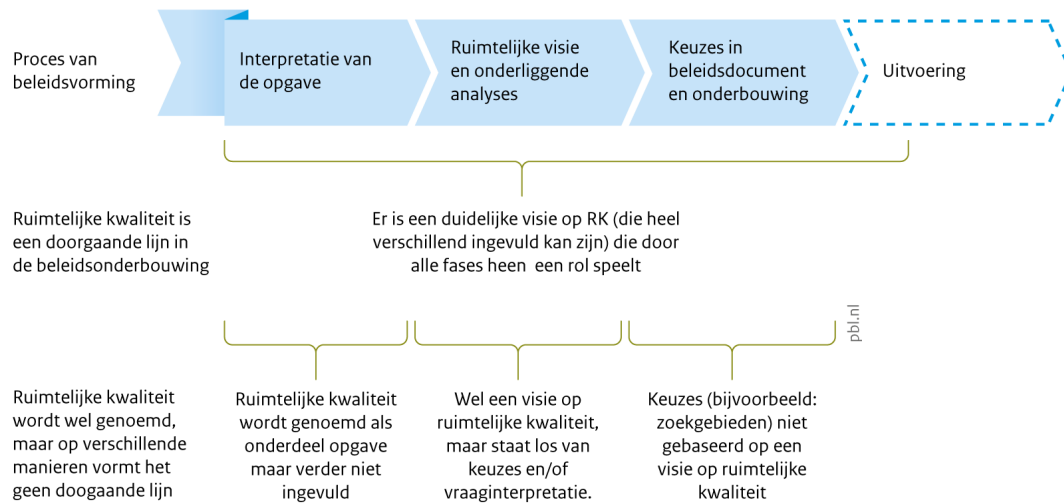 Proces van
beleidsvorming
Interpretatie van
de opgave
Ruimtelijke visie
en onderliggende
analyses
Keuzes in
beleidsdocument
en onderbouwing
Uitvoering
Ruimtelijke kwaliteit is
een doorgaande lijn in
de beleidsonderbouwing
Er is een duidelijke visie op RK (die heel
verschillend ingevuld kan zijn) die door
alle fases heen een rol speelt
pbl.nl
Ruimtelijke kwaliteit
wordt wel genoemd,
maar op verschillende
manieren vormt het
geen doogaande lijn
Ruimtelijke kwaliteit
wordt genoemd als
onderdeel opgave
maar verder niet
ingevuld
Wel een visie op
ruimtelijke kwaliteit,
maar staat los van
keuzes en/of
vraaginterpretatie.
Keuzes (bijvoorbeeld:
zoekgebieden) niet
gebaseerd op een
visie op ruimtelijke
kwaliteit